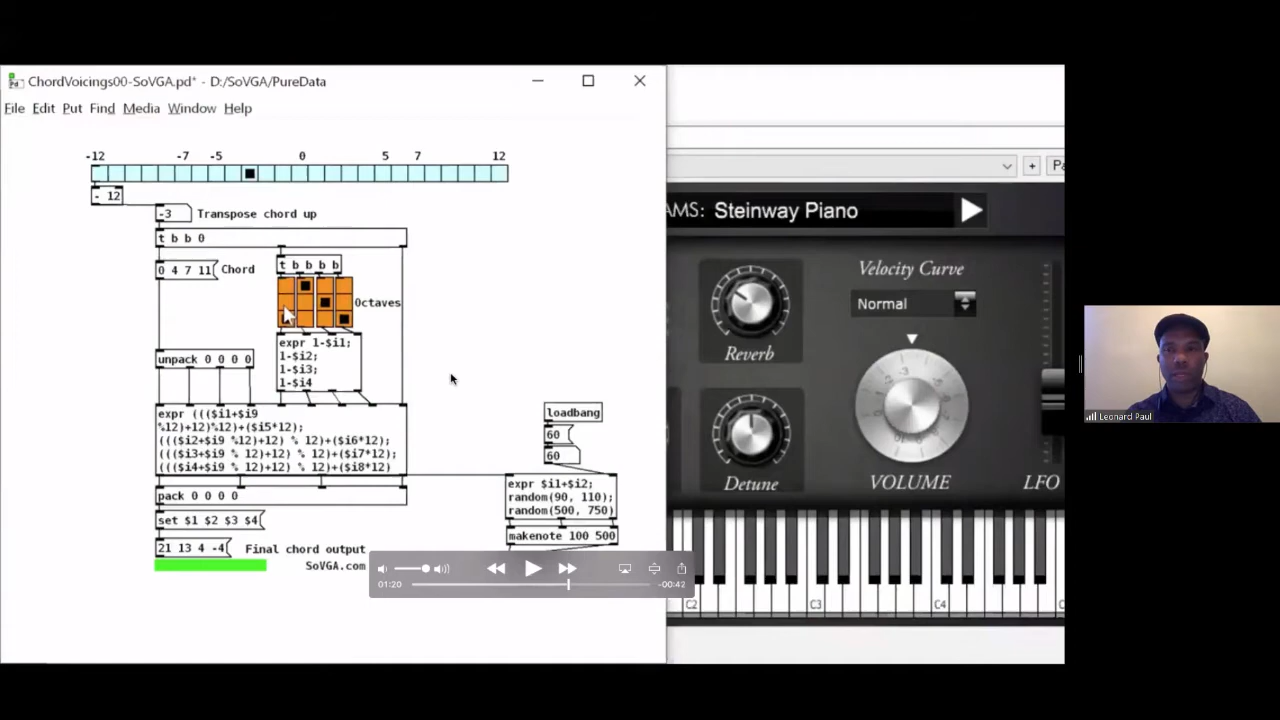 ChordVoicings00-SoVGA.pd* - D:/SoVGA/PureData
File Edit Put Find Media Window Help
-12 -7 -5 0 5 7 12
- 12
-3 Transpose chord up
t b b 0
0 4 7 11 Chord
t b b b b
Octaves
expr 1-$i1;
1-$i2;
1-$i3;
1-$i4
unpack 0 0 0 0
expr ((($i1+$i9
%12)+12)%12)+($i5*12);
((($i2+$i9 %12)+12) % 12)+($i6*12);
((($i3+$i9 % 12)+12) % 12)+($i7*12);
((($i4+$i9 % 12)+12) % 12)+($i8*12)
pack 0 0 0 0
set $1 $2 $3 $4
21 13 4 -4 Final chord output
SoVGA.com
loadbang
60
60
expr $i1+$i2;
random(90, 110);
random(500, 750)
makenote 100 500
01:20 -00:42
AMS: Steinway Piano
Velocity Curve
Normal
Reverb
Detune
VOLUME
LFO
C2 C3 C4
Leonard Paul